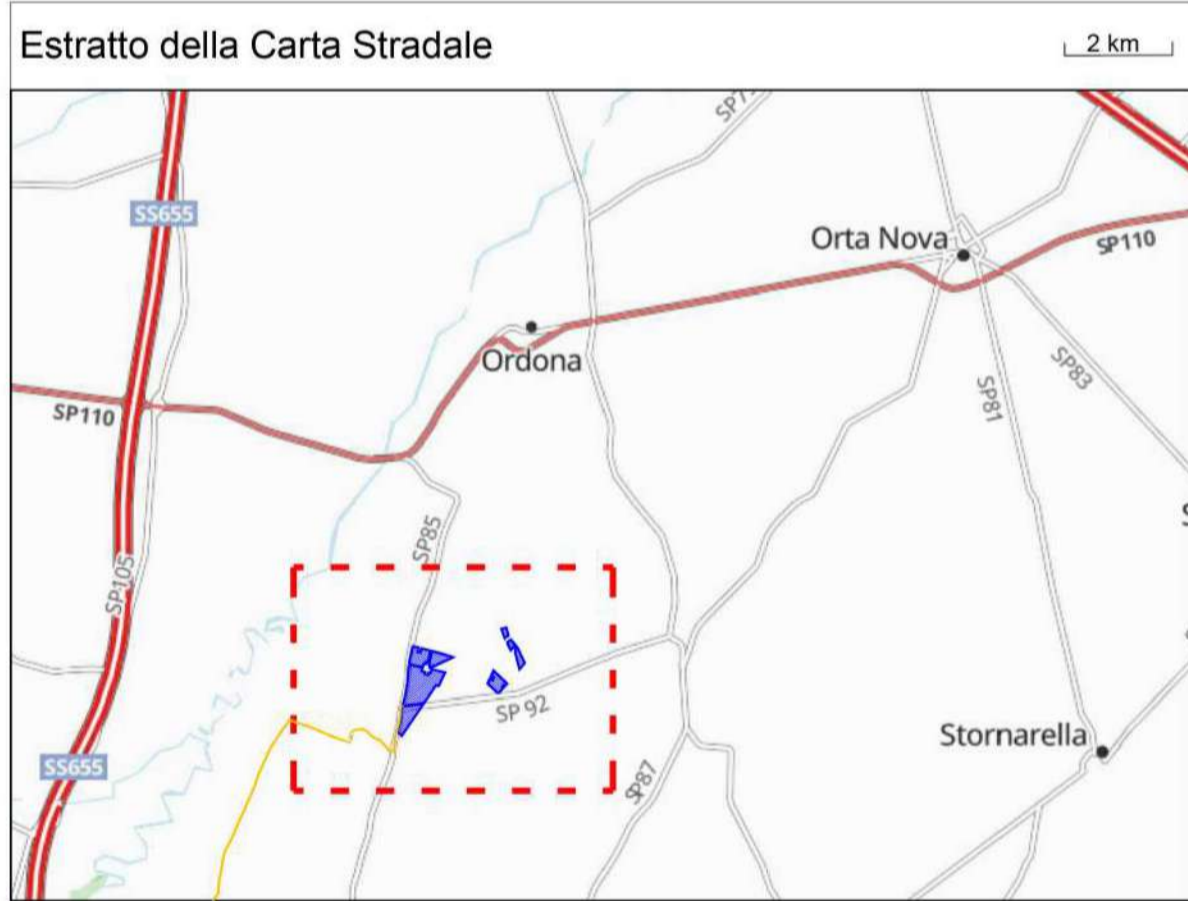 Estratto della Carta Stradale
2 km
SS655
Orta Nova
SP110
Ordona
SP83
SP81
SP110
SP85
SP105
SP 92
Stornarella
SS655
SP87